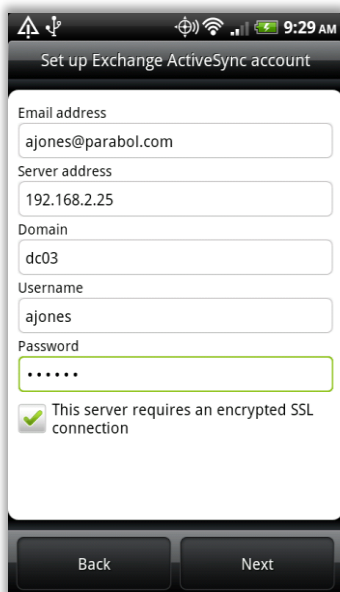 9:29 AM
Set up Exchange ActiveSync account
Email address
ajones@parabol.com
Server address
192.168.2.25
Domain
dc03
Username
ajones
Password
••••••
This server requires an encrypted SSL
connection
Back
Next